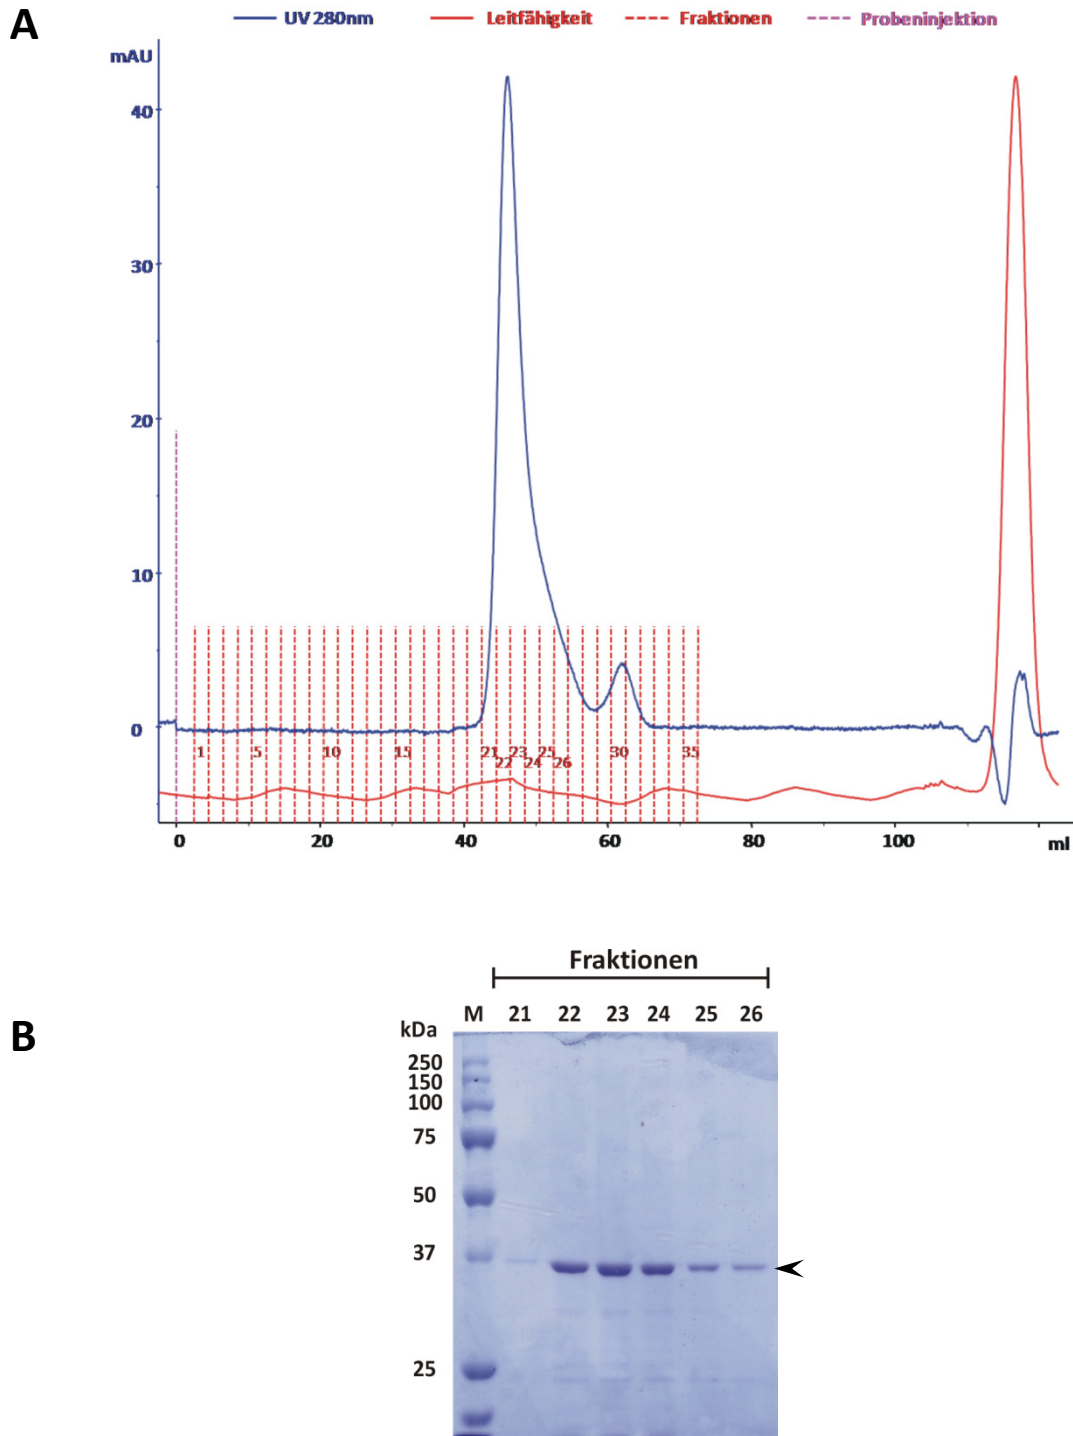 A
UV 280nm Leitfähigkeit Fraktionen Probeninjektion
mAU
40
30
20
10
0
1 5 10 15 21 22 23 24 25 26 30 35
0 20 40 60 80 100 ml
Fraktionen
B
M 21 22 23 24 25 26
kDa
250
150
100
75
50
37
25